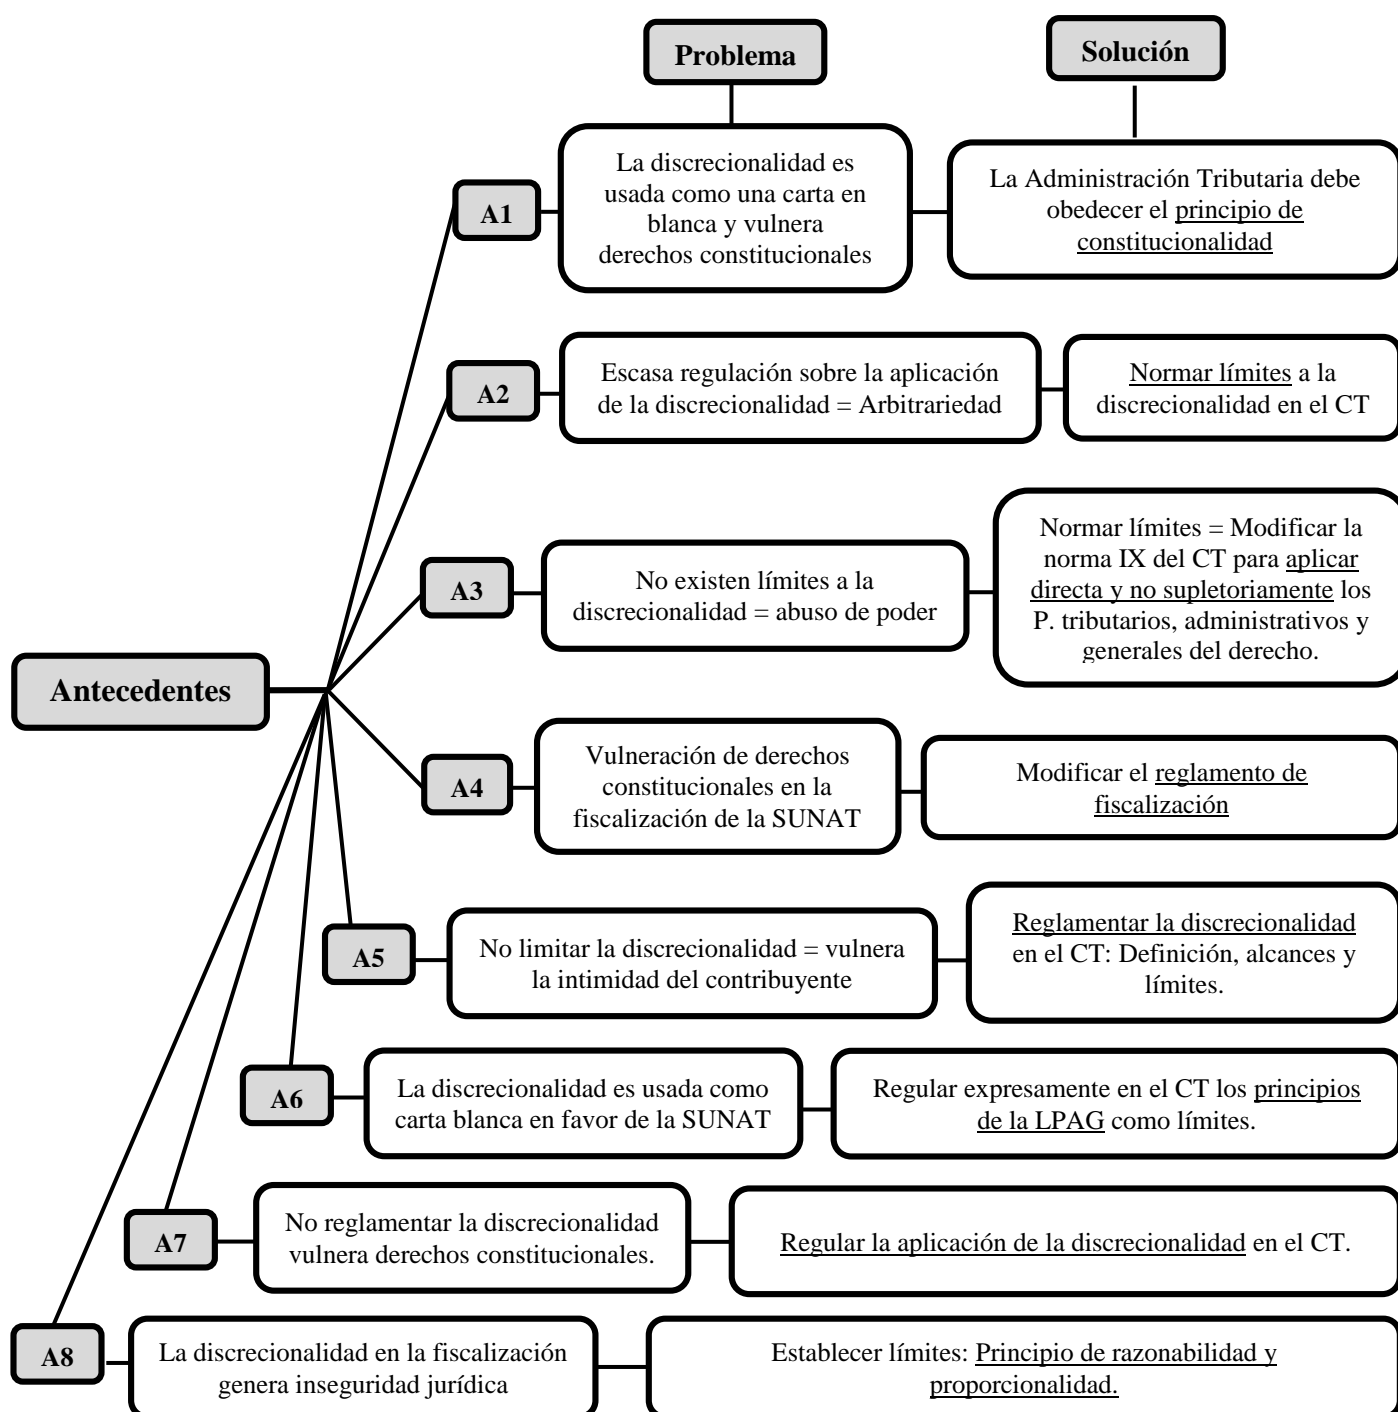 Problema
Solución
A1
La discrecionalidad es
usada como una carta en
blanca y vulnera
derechos constitucionales
La Administración Tributaria debe
obedecer el principio de
constitucionalidad
A2
Escasa regulación sobre la aplicación
de la discrecionalidad = Arbitrariedad
Normar límites a la
discrecionalidad en el CT
A3
No existen límites a la
discrecionalidad = abuso de poder
Normar límites = Modificar la
norma IX del CT para aplicar
directa y no supletoriamente los
P. tributarios, administrativos y
generales del derecho.
Antecedentes
A4
Vulneración de derechos
constitucionales en la
fiscalización de la SUNAT
Modificar el reglamento de
fiscalización
A5
No limitar la discrecionalidad = vulnera
la intimidad del contribuyente
Reglamentar la discrecionalidad
en el CT: Definición, alcances y
límites.
A6
La discrecionalidad es usada como
carta blanca en favor de la SUNAT
Regular expresamente en el CT los principios
de la LPAG como límites.
A7
No reglamentar la discrecionalidad
vulnera derechos constitucionales.
Regular la aplicación de la discrecionalidad en el CT.
A8
La discrecionalidad en la fiscalización
genera inseguridad jurídica
Establecer límites: Principio de razonabilidad y
proporcionalidad.